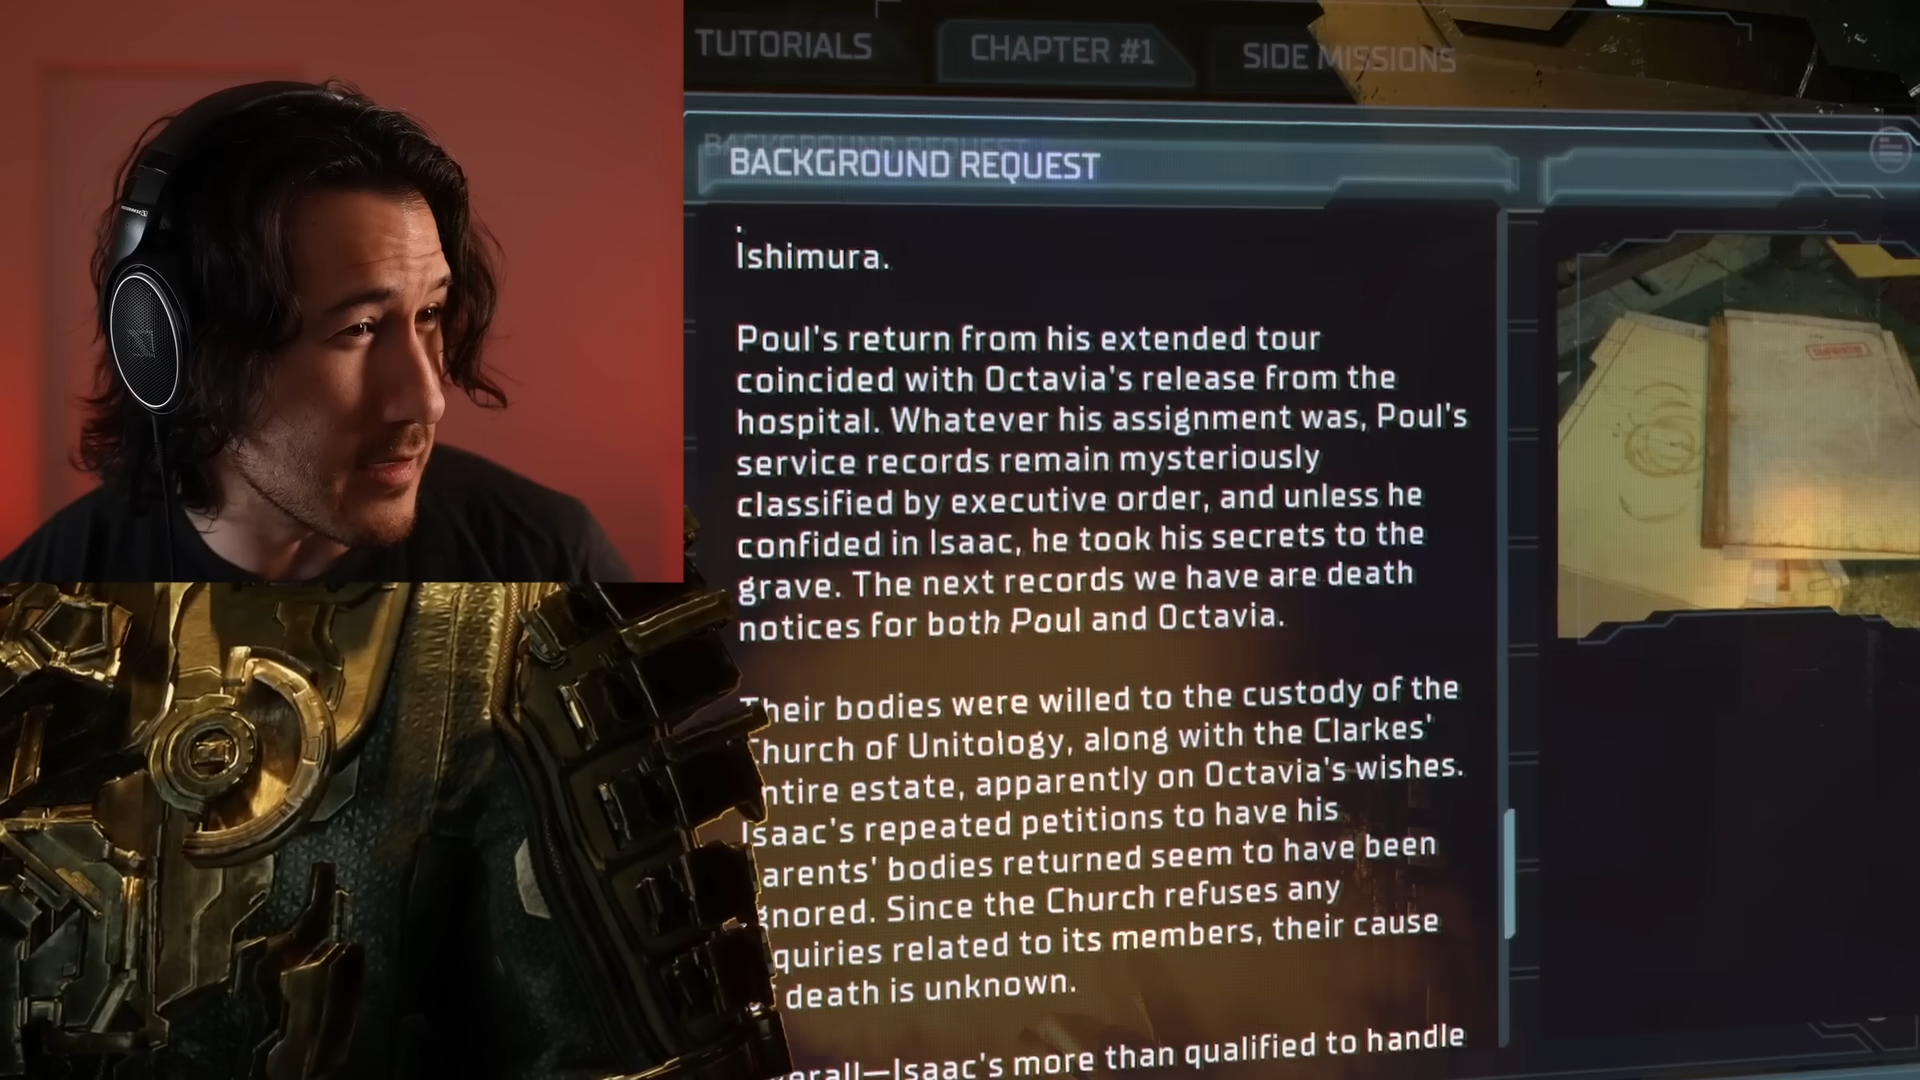 TUTORIALS
CHAPTER #1
SIDE MISSIONS
BACKGROUND REQUEST
BACKGROUND REQUEST
Ishimura.
Poul's return from his extended tour
coincided with Octavia's release from the
hospital. Whatever his assignment was, Poul's
service records remain mysteriously
classified by executive order, and unless he
confided in Isaac, he took his secrets to the
grave. The next records we have are death
notices for both Poul and Octavia.
Their bodies were willed to the custody of the
hurch of Unitology, along with the Clarkes'
ntire estate, apparently on Octavia's wishes.
Isaac's repeated petitions to have his
arents' bodies returned seem to have been
gnored. Since the Church refuses any
quiries related to its members, their cause
death is unknown.
erall—Isaac's more than qualified to handle